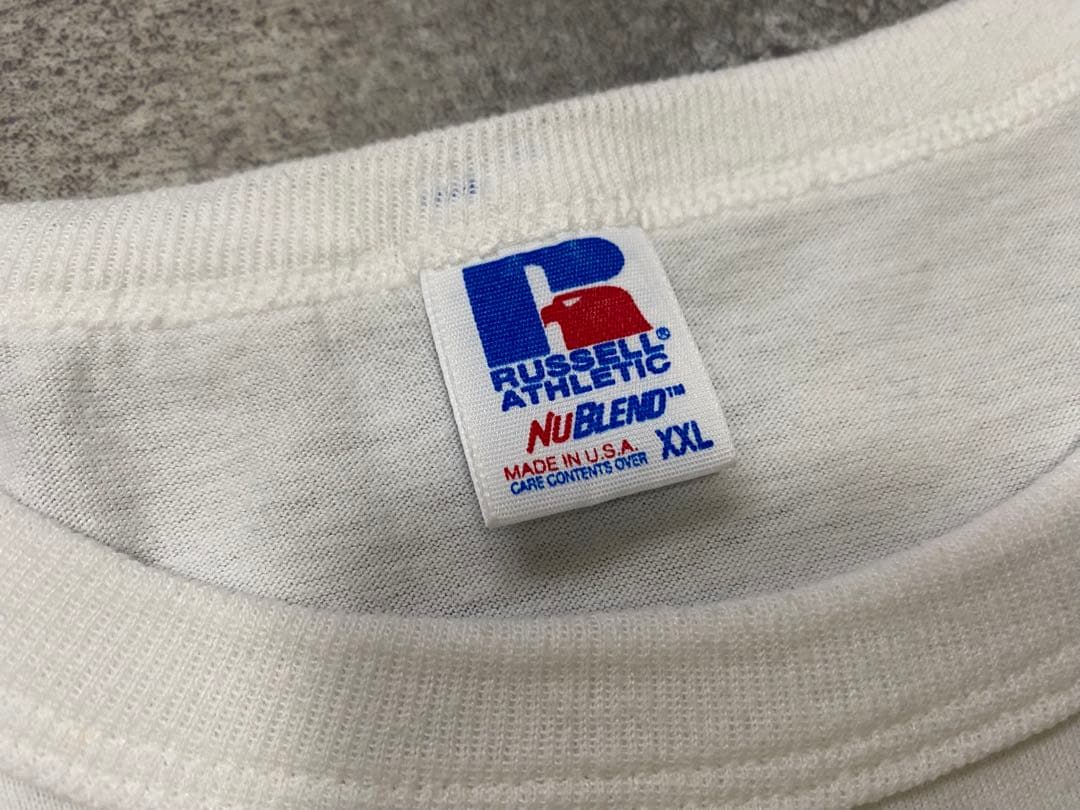 RUSSELL®
ATHLETIC
NUBLEND™
MADE IN U.S.A. XXL
CARE CONTENTS OVER